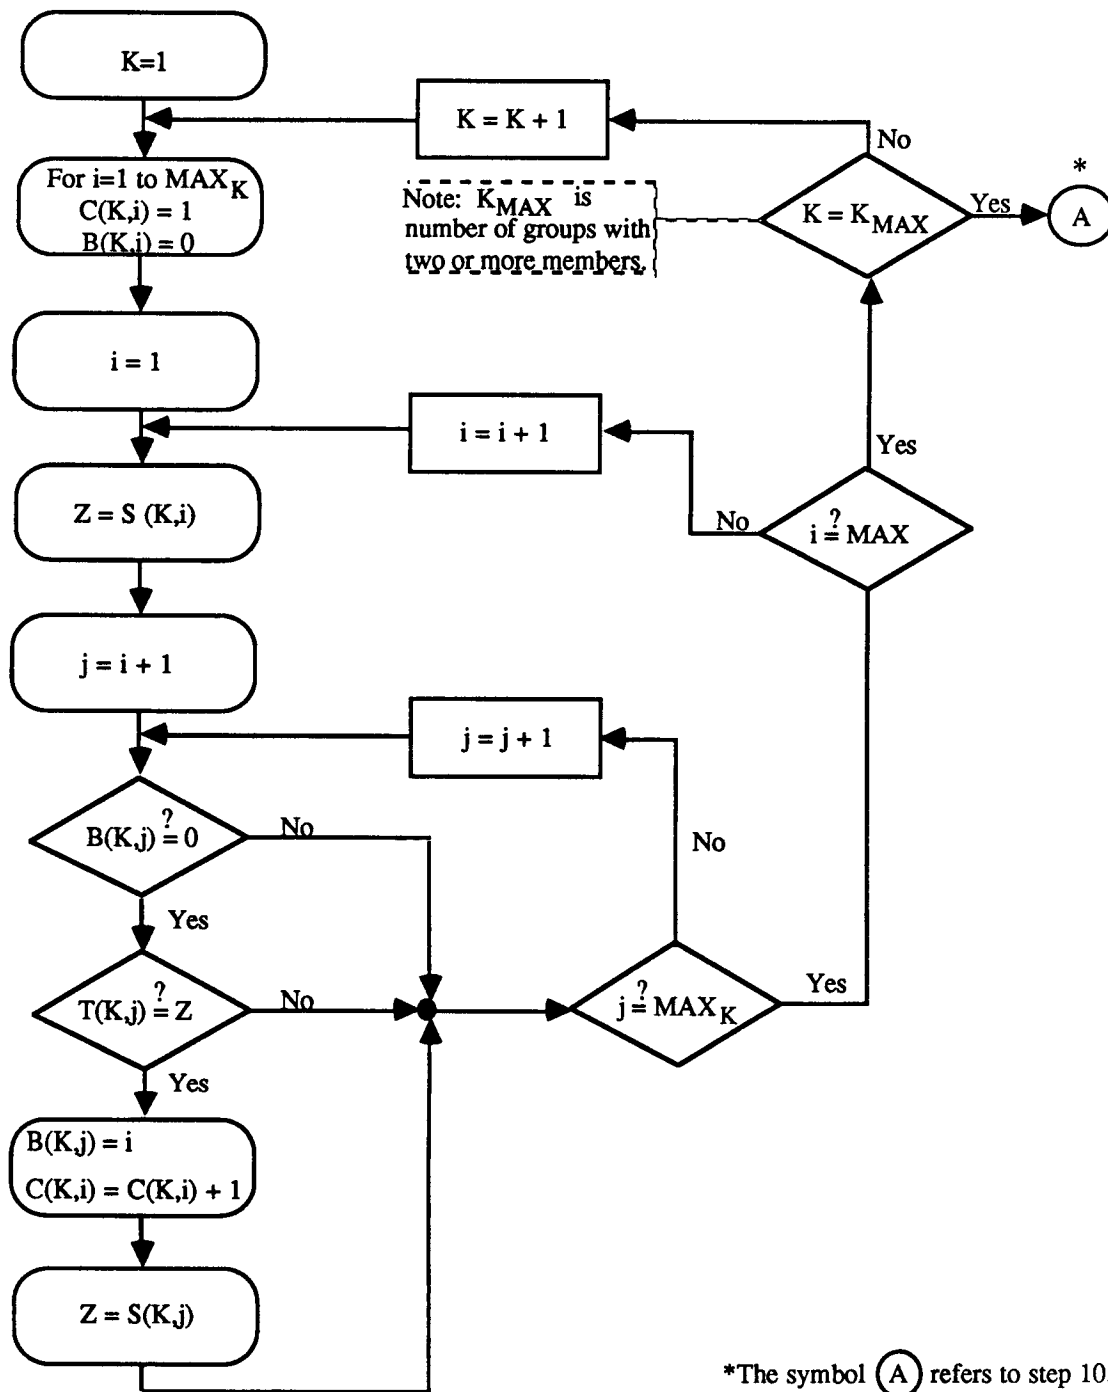 K=1
K = K + 1
No
*
For i=1 to MAX_K
C(K,i) = 1
B(K,i) = 0
Note: K_MAX is
number of groups with
two or more members.
K = K_MAX
Yes
A
i = 1
i = i + 1
Yes
Z = S (K,i)
No
i ?= MAX
j = i + 1
j = j + 1
B(K,j) ?= 0
No
No
Yes
T(K,j) ?= Z
No
j ?= MAX_K
Yes
Yes
B(K,j) = i
C(K,i) = C(K,i) + 1
Z = S(K,j)
*The symbol A refers to step 10.